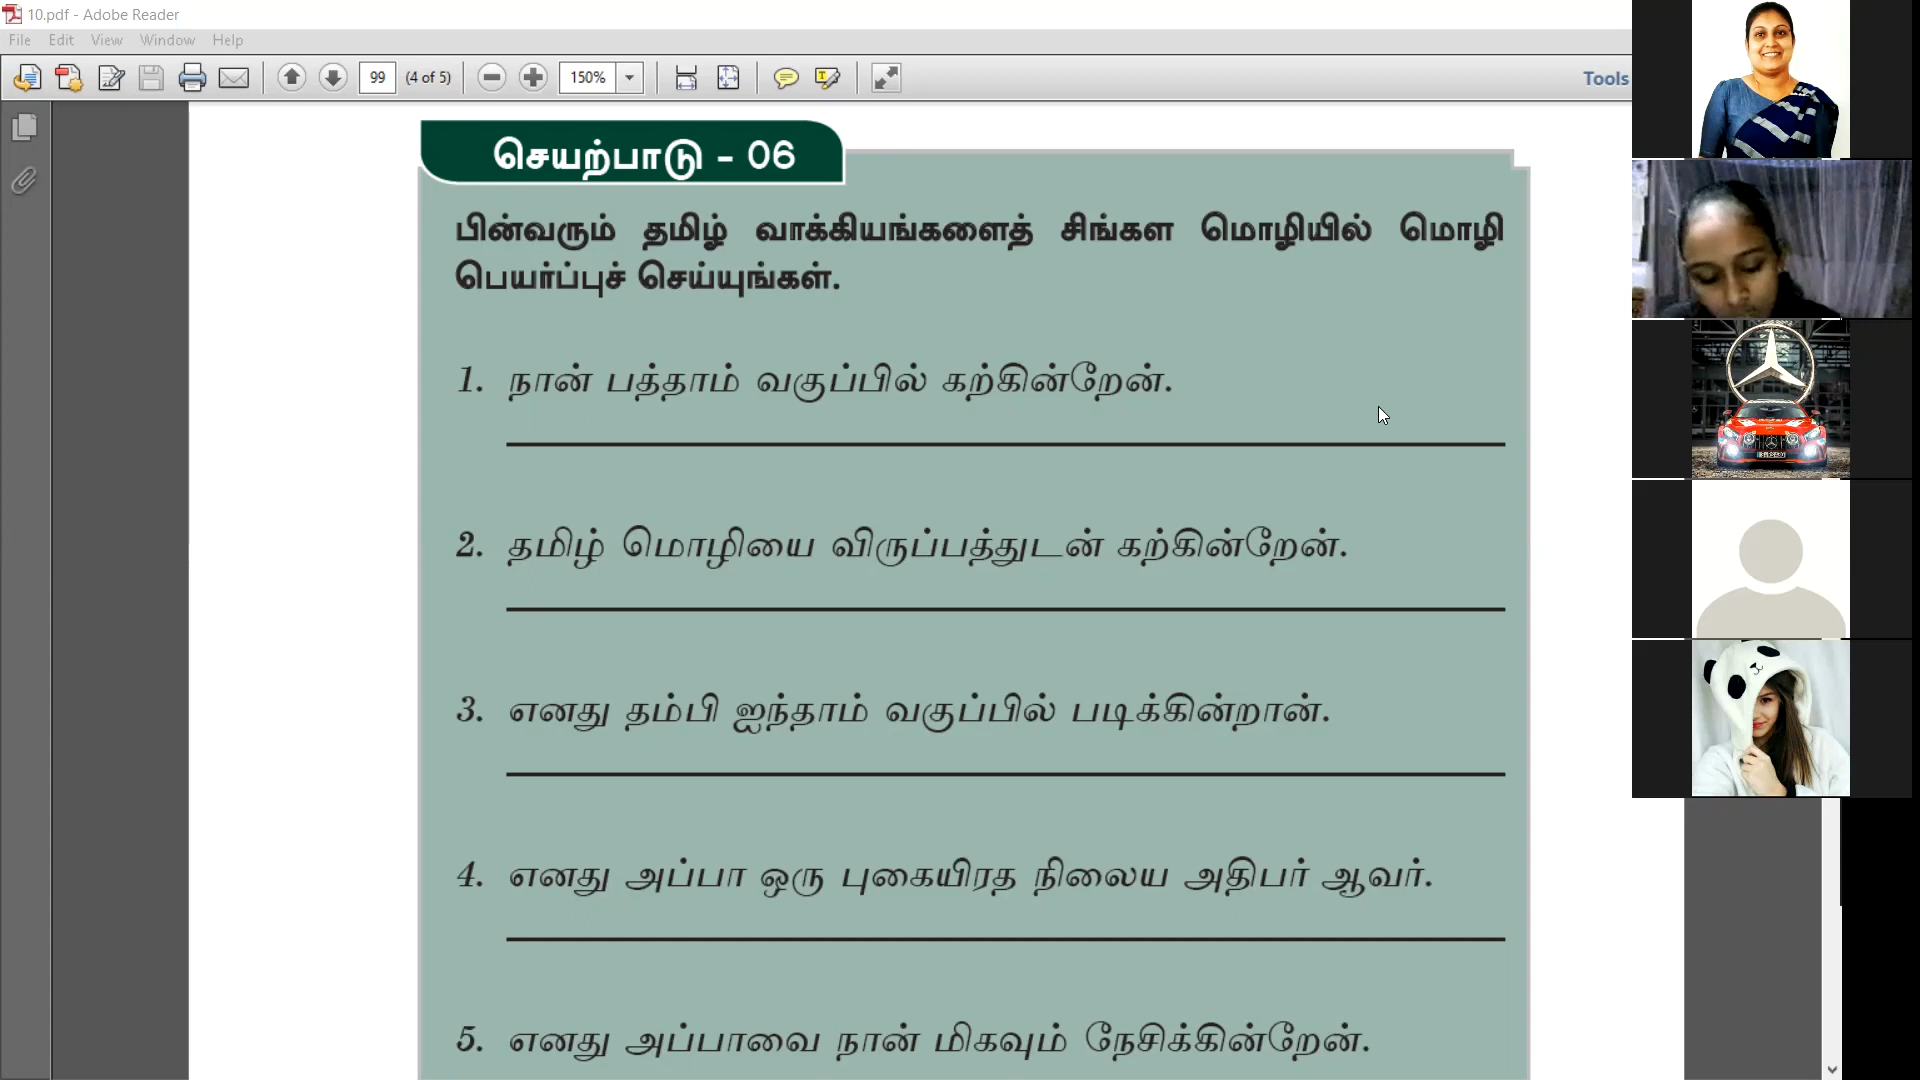 10.pdf - Adobe Reader
File Edit View Window Help
99 (4 of 5) 150% Tools
செயற்பாடு - 06
பின்வரும் தமிழ் வாக்கியங்களைத் சிங்கள மொழியில் மொழி
பெயர்ப்புச் செய்யுங்கள்.
1. நான் பத்தாம் வகுப்பில் கற்கின்றேன்.
2. தமிழ் மொழியை விருப்பத்துடன் கற்கின்றேன்.
3. எனது தம்பி ஐந்தாம் வகுப்பில் படிக்கின்றான்.
4. எனது அப்பா ஒரு புகையிரத நிலைய அதிபர் ஆவர்.
5. எனது அப்பாவை நான் மிகவும் நேசிக்கின்றேன்.